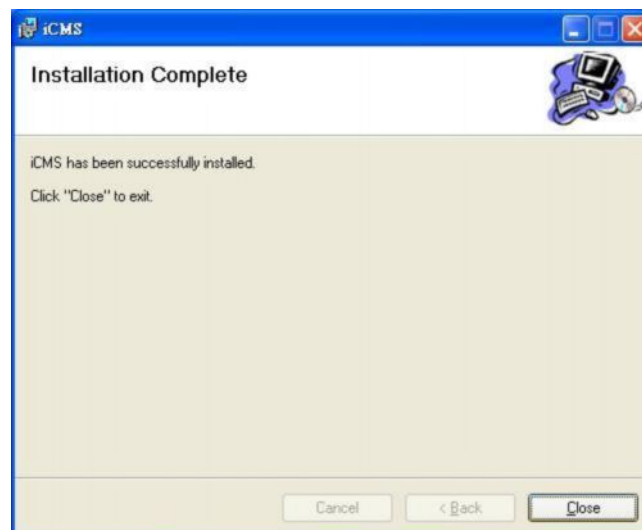 iCMS
Installation Complete
iCMS has been successfully installed.
Click "Close" to exit.
Cancel
< Back
Close